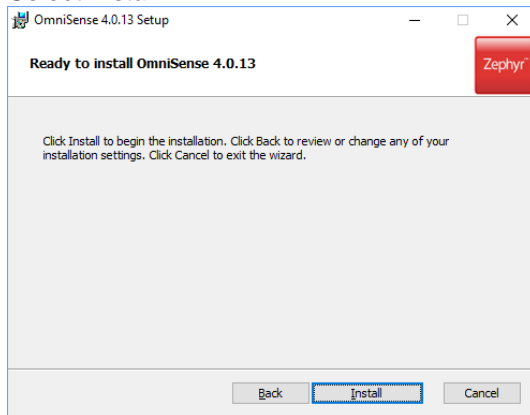 OmniSense 4.0.13 Setup
Ready to install OmniSense 4.0.13
Zephyr™
Click Install to begin the installation. Click Back to review or change any of your
installation settings. Click Cancel to exit the wizard.
Back Install Cancel